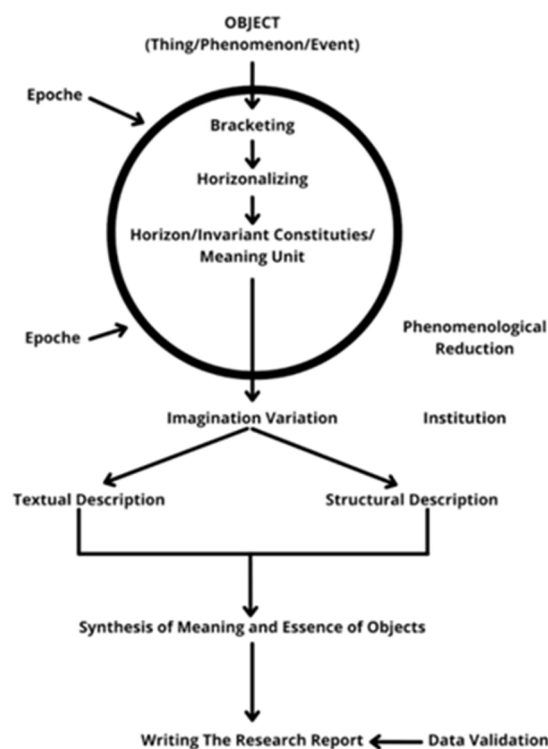 OBJECT
(Thing/Phenomenon/Event)
Epoche
Bracketing
Horizonalizing
Horizon/Invariant Constituties/
Meaning Unit
Epoche
Phenomenological
Reduction
Imagination Variation
Institution
Textual Description
Structural Description
Synthesis of Meaning and Essence of Objects
Writing The Research Report
Data Validation